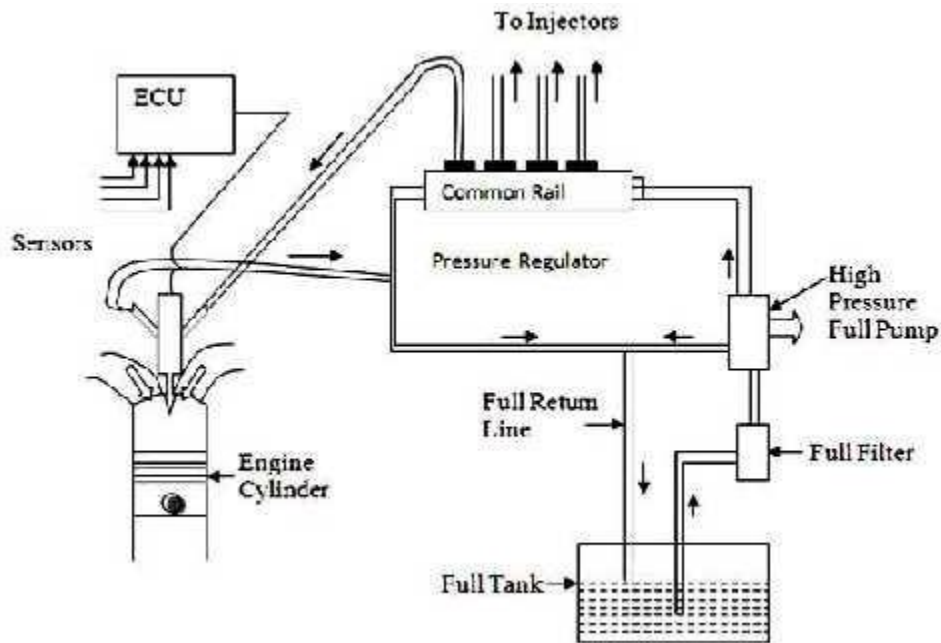 To Injectors
ECU
Common Rail
Sensors
Pressure Regulator
High
Pressure
Full Pump
Full Return
Line
Full Filter
Engine
Cylinder
Full Tank